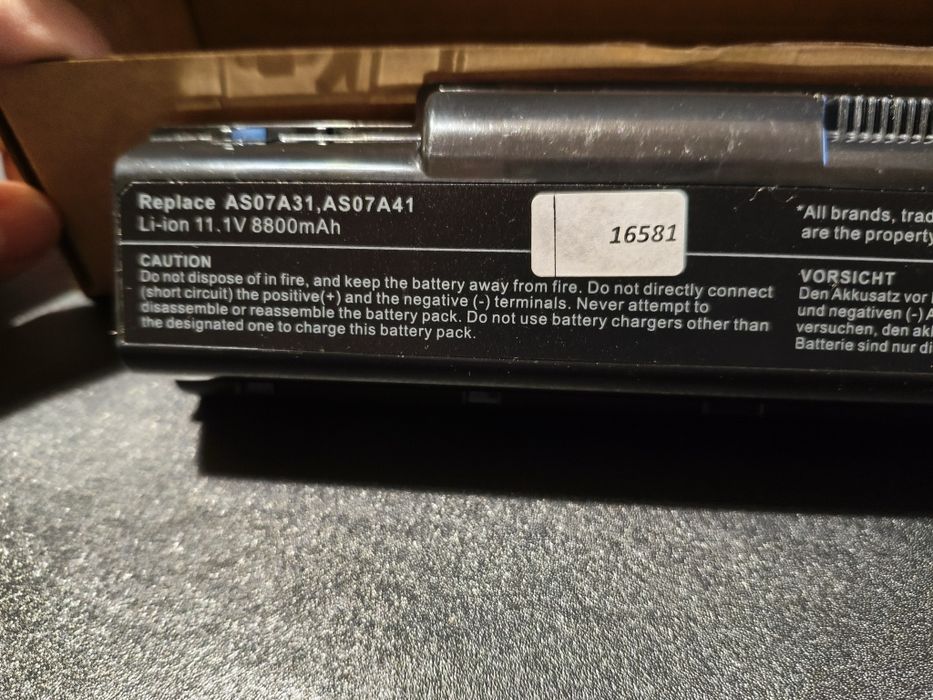 Replace AS07A31,AS07A41
Li-ion 11.1V 8800mAh
16581
CAUTION
Do not dispose of in fire, and keep the battery away from fire. Do not directly connect
(short circuit) the positive(+) and the negative (-) terminals. Never attempt to
disassemble or reassemble the battery pack. Do not use battery chargers other than
the designated one to charge this battery pack.
*All brands, trad
are the property
VORSICHT
Den Akkusatz vor
und negativen (-)
versuchen, den
Batterie sind nur